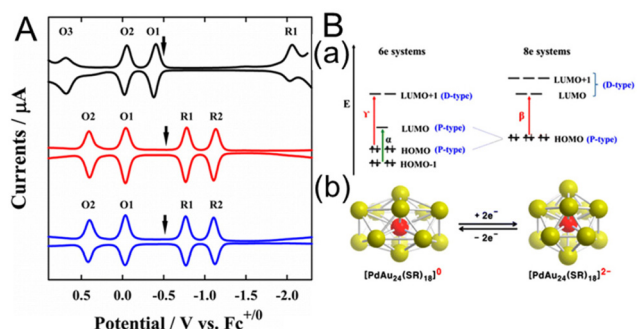 A
O3 O2 O1 R1
O2 O1 R1 R2
O2 O1 R1 R2
Currents / μA
0.5 0.0 -0.5 -1.0 -1.5 -2.0
Potential / V vs. Fc+/0
B
(a)
6e systems 8e systems
E
LUMO+1 (D-type)
LUMO (P-type)
HOMO (P-type)
HOMO-1
γ
α
LUMO+1
LUMO
(D-type)
β
HOMO (P-type)
(b)
+ 2e−
− 2e−
[PdAu24(SR)18]0 [PdAu24(SR)18]2−